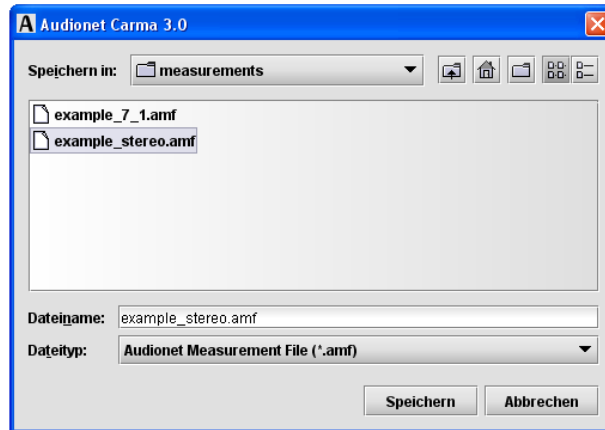 A Audionet Carma 3.0
Speichern in: measurements
example_7_1.amf
example_stereo.amf
Dateiname: example_stereo.amf
Dateityp: Audionet Measurement File (*.amf)
Speichern Abbrechen